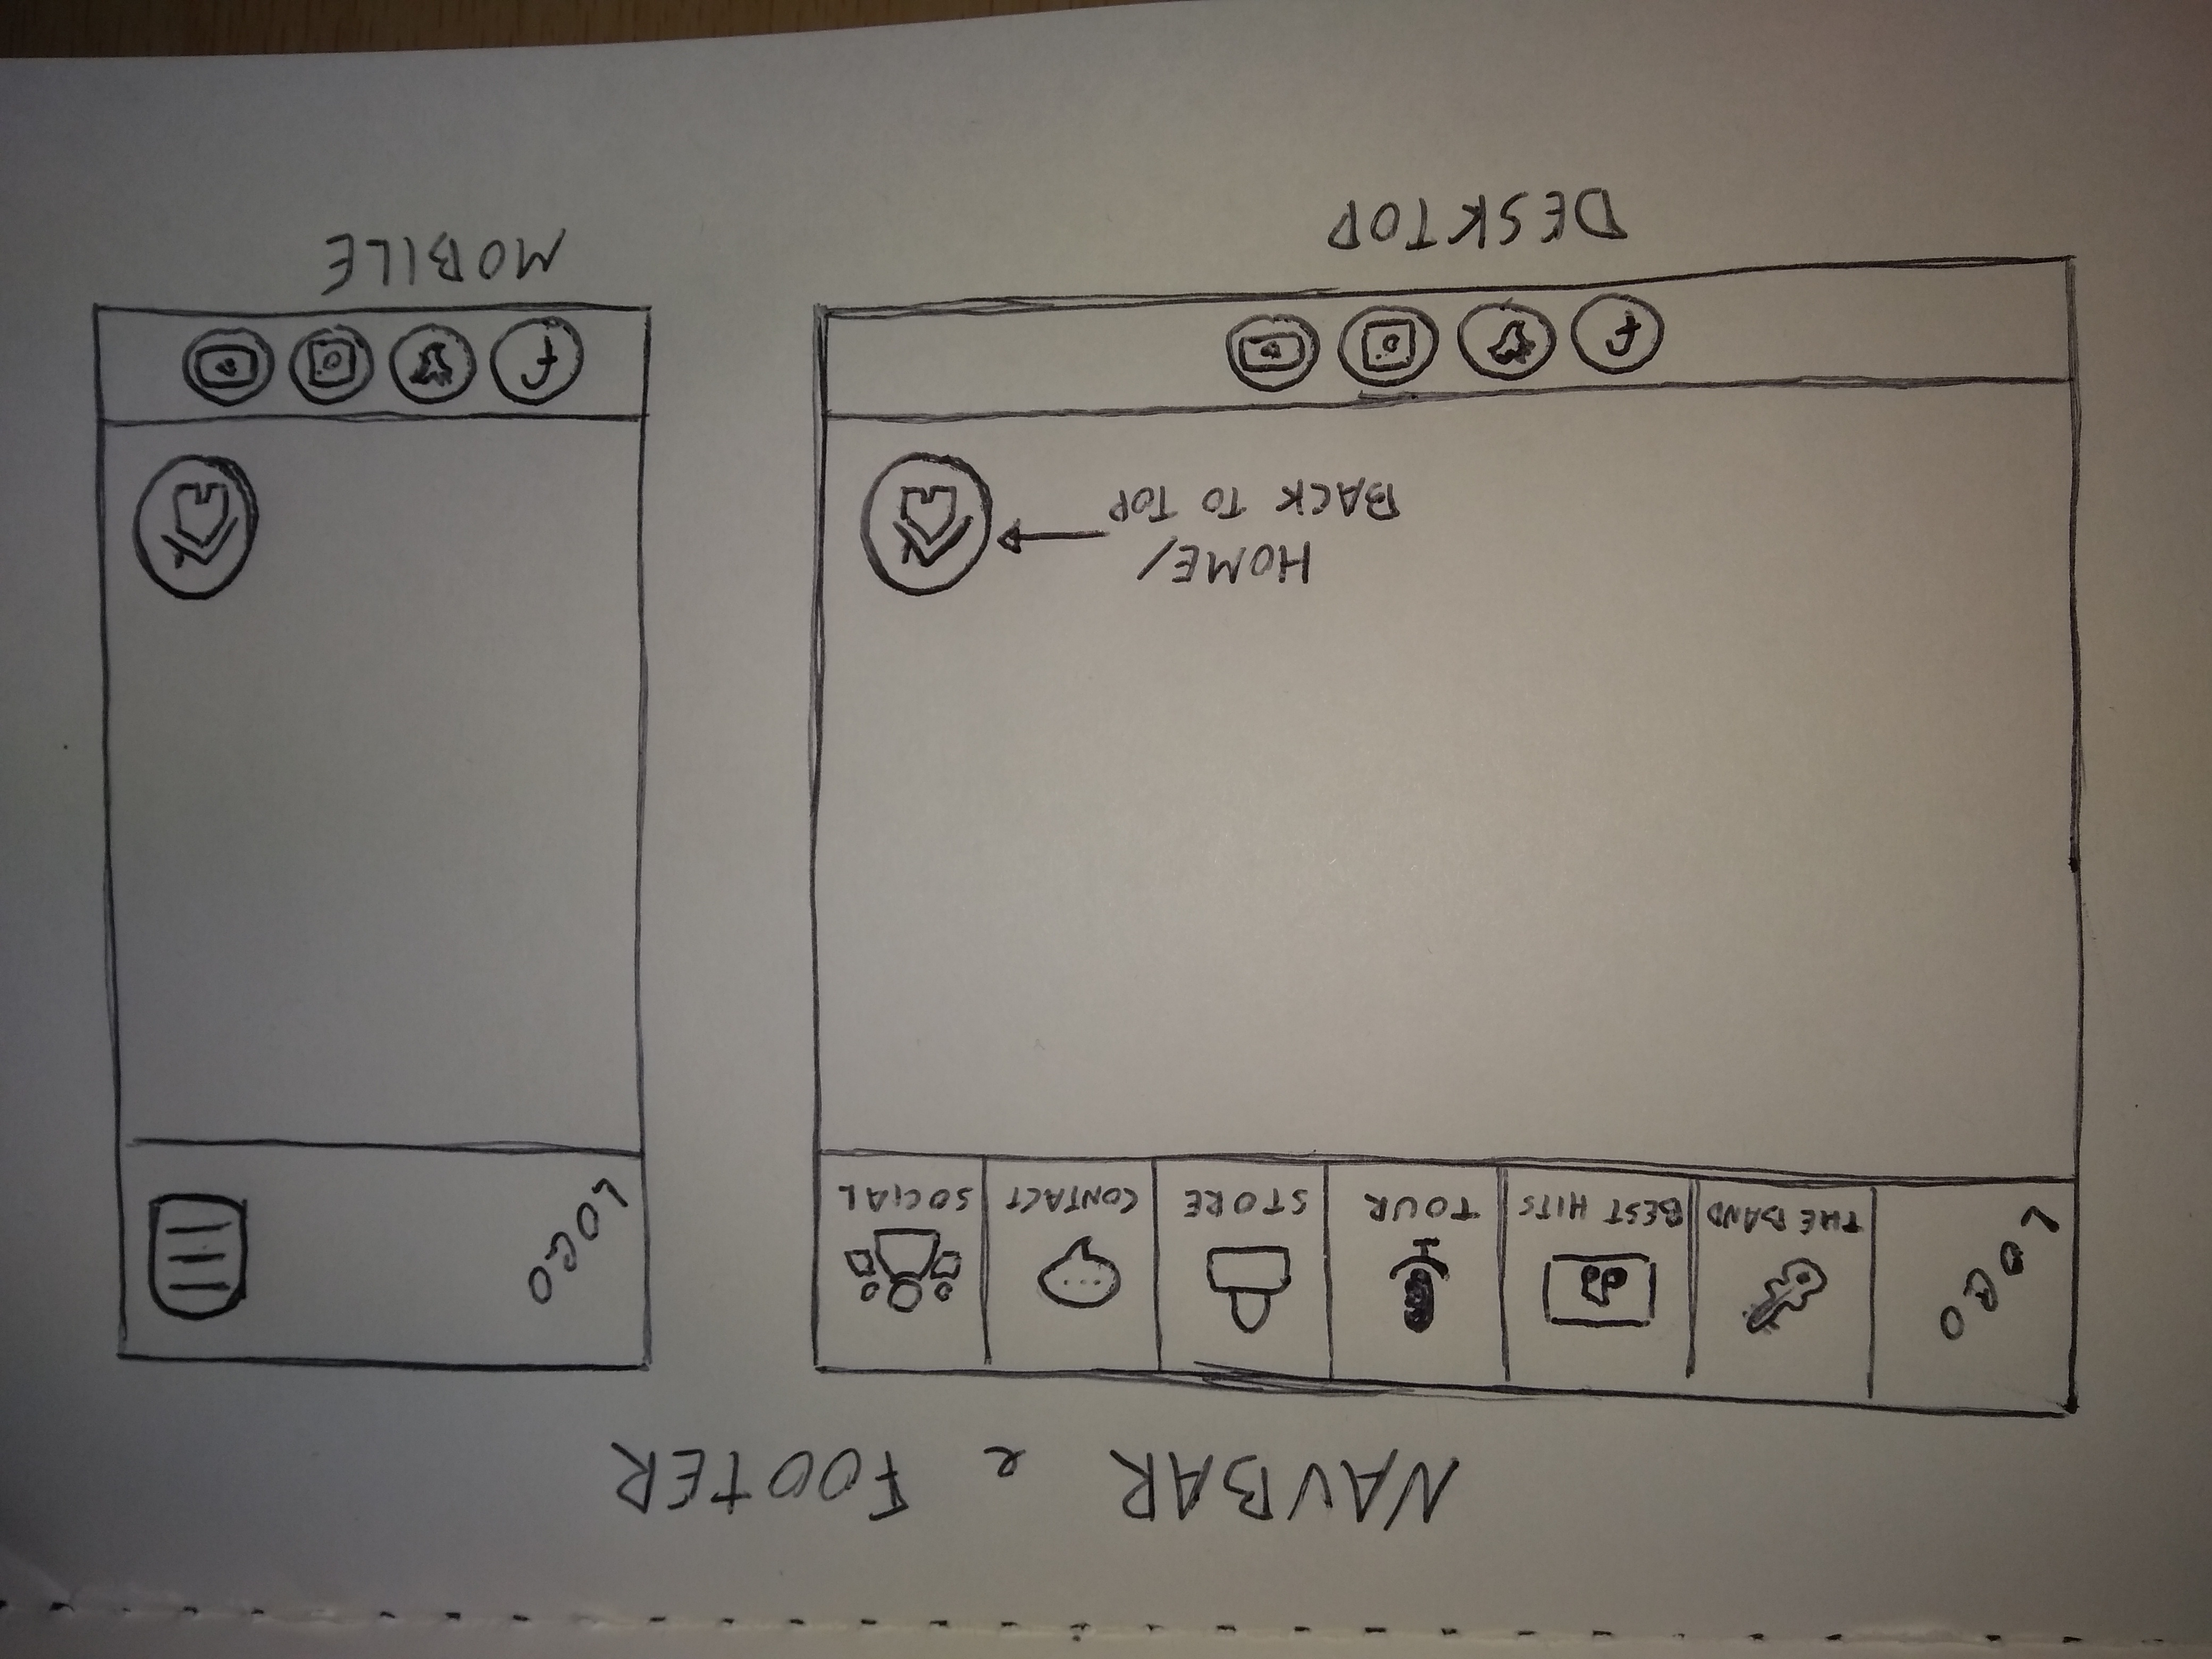 NAVBAR e FOOTER
LOGO
THE BAND
BEST HITS
TOUR
STORE
CONTACT
SOCIAL
HOME/
BACK TO TOP
f
DESKTOP
LOGO
f
MOBILE